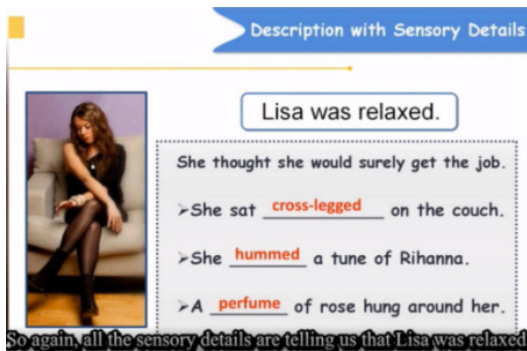 Description with Sensory Details
Lisa was relaxed.
She thought she would surely get the job.
➢She sat cross-legged on the couch.
➢She hummed a tune of Rihanna.
➢A perfume of rose hung around her.
So again, all the sensory details are telling us that Lisa was relaxed